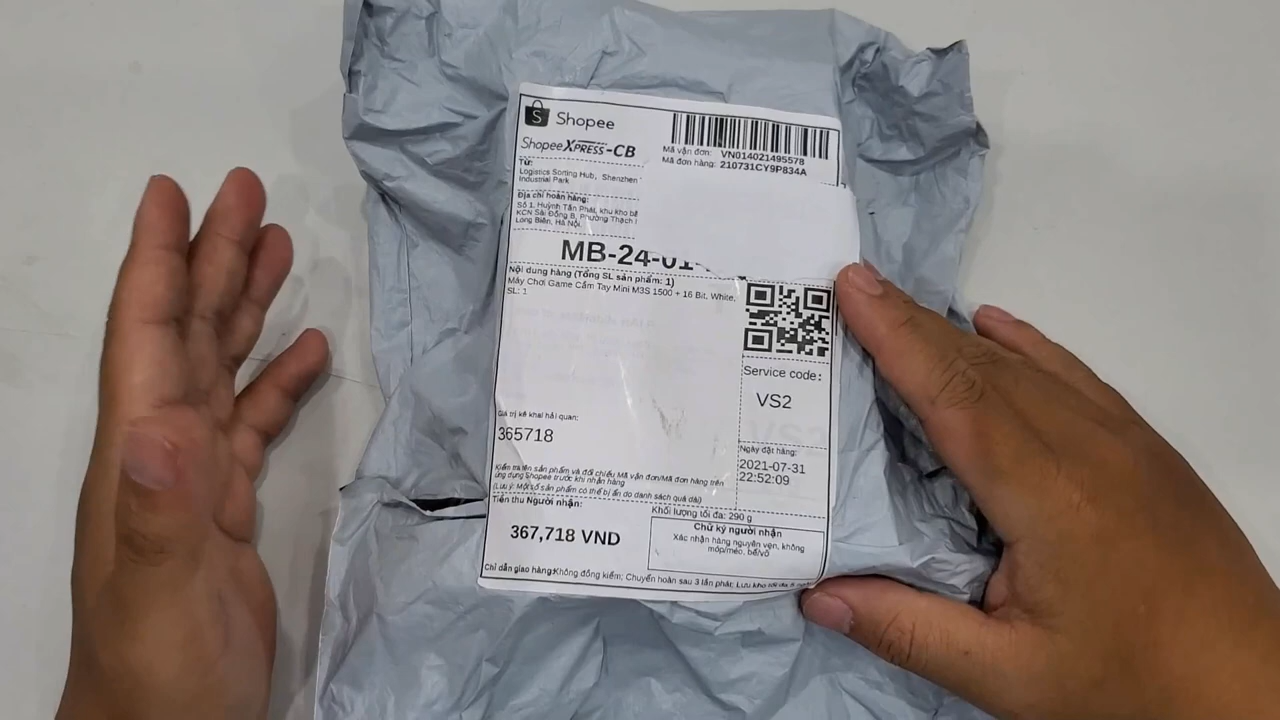 Shopee
Shopee XPRESS-CB
Mã vận đơn: VN014021495578
Mã đơn hàng: 210731CY9P834A
Từ:
Logistics Sorting Hub, Shenzhen
Industrial Park
Địa chỉ hoàn hàng:
Số 1, Huỳnh Tấn Phát, khu kho bã
KCN Sài Đồng B, Phường Thạch
Long Biên, Hà Nội
MB-24-01-
Nội dung hàng (Tổng SL sản phẩm: 1)
Máy Chơi Game Cầm Tay Mini M3S 1500 + 16 Bit, White,
SL: 1
Service code:
VS2
Giá trị kê khai hải quan:
365718
Ngày đặt hàng:
2021-07-31
22:52:09
Kiểm tra tên sản phẩm và đối chiếu Mã vận đơn/Mã đơn hàng trên
ứng dụng Shopee trước khi nhận hàng
(Lưu ý: Một số sản phẩm có thể bị ẩn do danh sách quá dài)
Tiền thu Người nhận:
367,718 VND
Khối lượng tối đa: 290 g
Chữ ký người nhận
Xác nhận hàng nguyên vẹn, không
móp/méo, bể/vỡ
Chỉ dẫn giao hàng: Không đồng kiểm; Chuyển hoàn sau 3 lần phát; Lưu kho tối đa 5 ngày